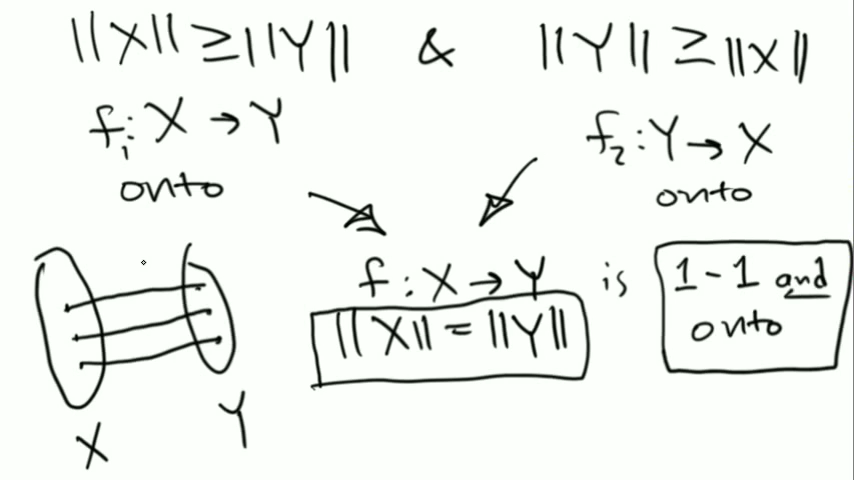 ||X|| ≥ ||Y|| & ||Y|| ≥ ||X||
f₁: X → Y
onto
f₂: Y → X
onto
f: X → Y is 1-1 and onto
||X|| = ||Y||
X
Y